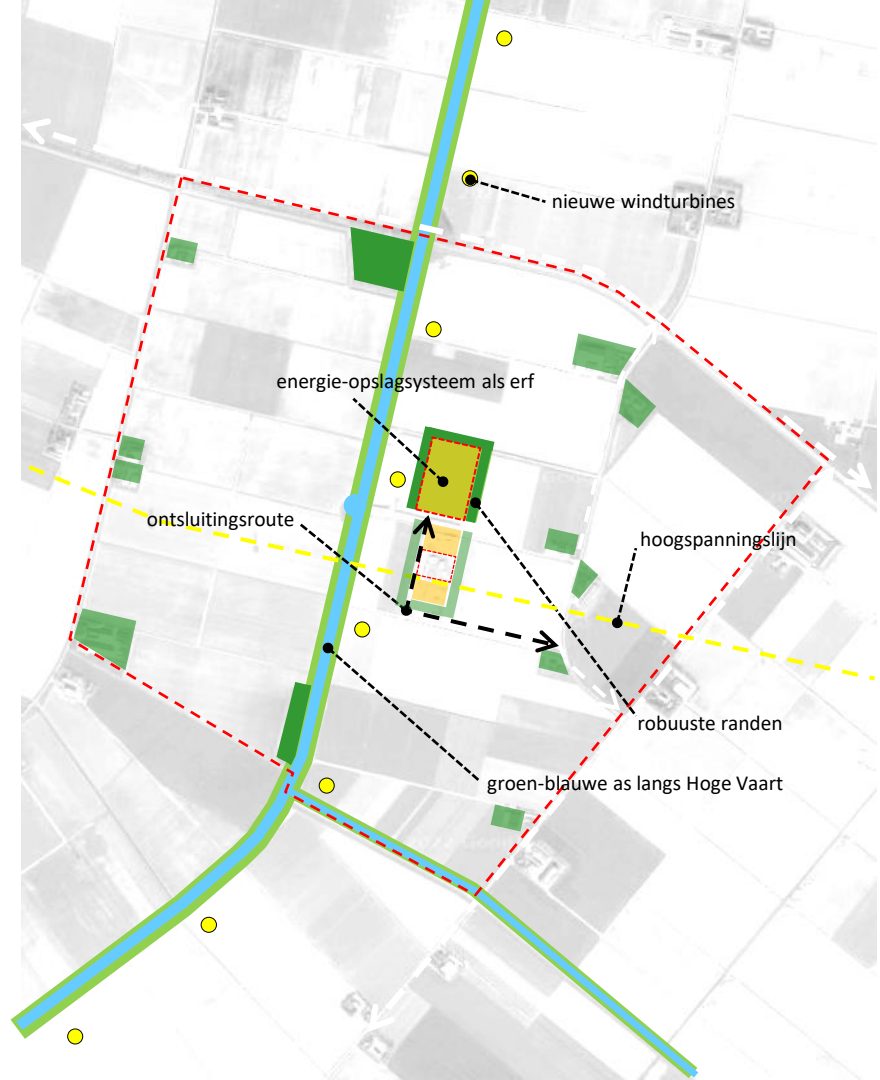 nieuwe windturbines
energie-opslagsysteem als erf
ontsluitingsroute
hoogspanningslijn
robuuste randen
groen-blauwe as langs Hoge Vaart